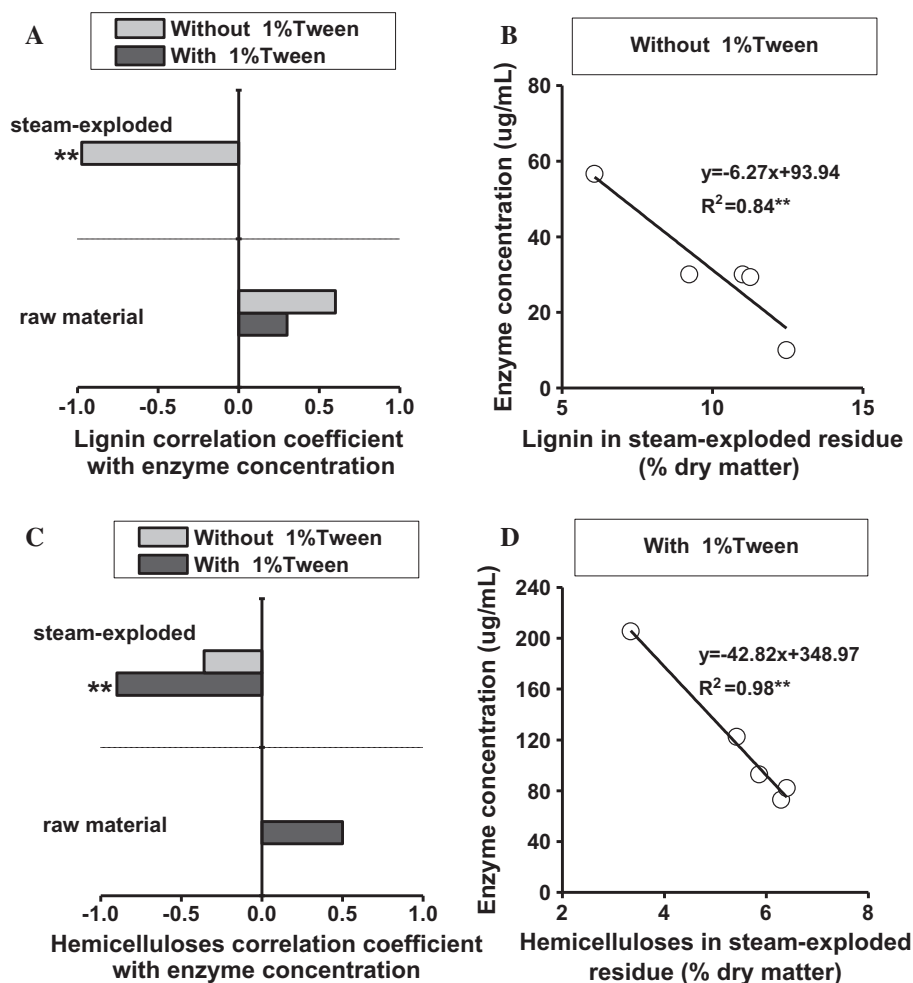 A
Without 1%Tween
With 1%Tween
steam-exploded
**
raw material
-1.0 -0.5 0.0 0.5 1.0
Lignin correlation coefficient
with enzyme concentration
B
Without 1%Tween
Enzyme concentration (ug/mL)
80
60
40
20
0
y=-6.27x+93.94
R²=0.84**
5 10 15
Lignin in steam-exploded residue
(% dry matter)
C
Without 1%Tween
With 1%Tween
steam-exploded
**
raw material
-1.0 -0.5 0.0 0.5 1.0
Hemicelluloses correlation coefficient
with enzyme concentration
D
With 1%Tween
Enzyme concentration (ug/mL)
240
200
160
120
80
40
0
y=-42.82x+348.97
R²=0.98**
2 4 6 8
Hemicelluloses in steam-exploded
residue (% dry matter)